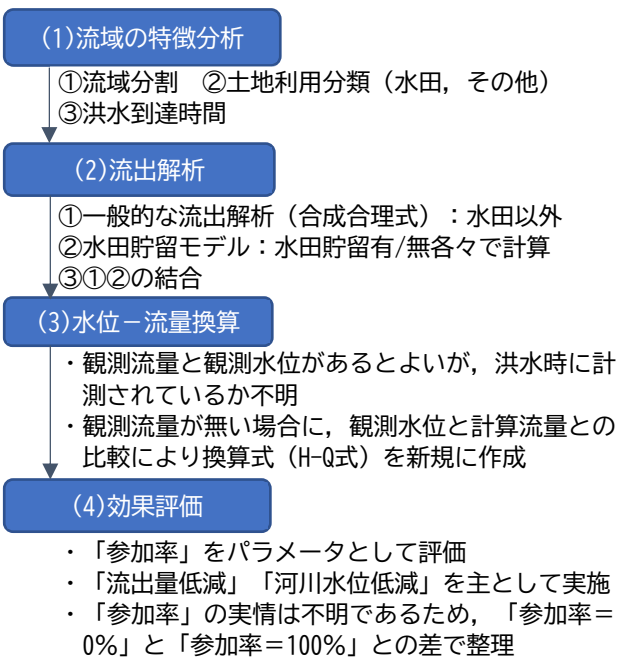 (1)流域の特徴分析
①流域分割　②土地利用分類（水田，その他）
③洪水到達時間
(2)流出解析
①一般的な流出解析（合成合理式）：水田以外
②水田貯留モデル：水田貯留有/無各々で計算
③①②の結合
(3)水位－流量換算
・観測流量と観測水位があるとよいが，洪水時に計
測されているか不明
・観測流量が無い場合に，観測水位と計算流量との
比較により換算式（H-Q式）を新規に作成
(4)効果評価
・「参加率」をパラメータとして評価
・「流出量低減」「河川水位低減」を主として実施
・「参加率」の実情は不明であるため，「参加率＝
0%」と「参加率＝100%」との差で整理